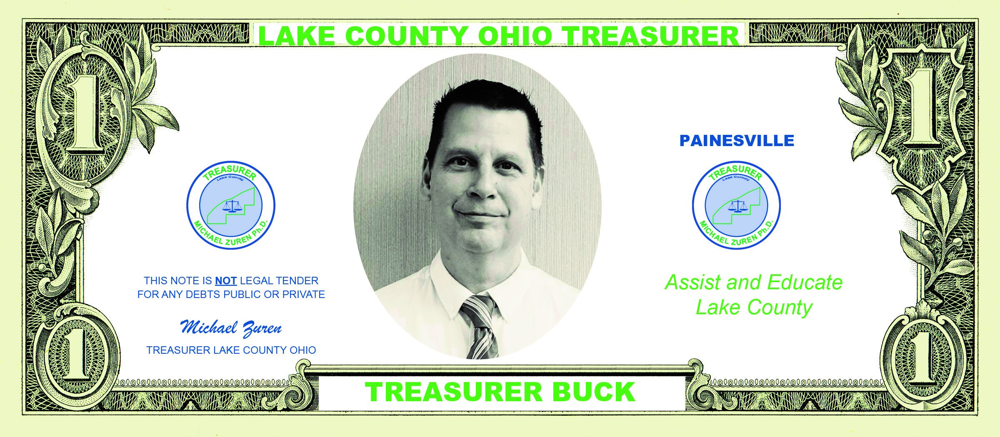 LAKE COUNTY OHIO TREASURER
1
1
PAINESVILLE
TREASURER
Lake County
MICHAEL ZUREN Ph.D.
TREASURER
Lake County
MICHAEL ZUREN Ph.D.
THIS NOTE IS NOT LEGAL TENDER
FOR ANY DEBTS PUBLIC OR PRIVATE
Michael Zuren
TREASURER LAKE COUNTY OHIO
Assist and Educate
Lake County
1
1
TREASURER BUCK